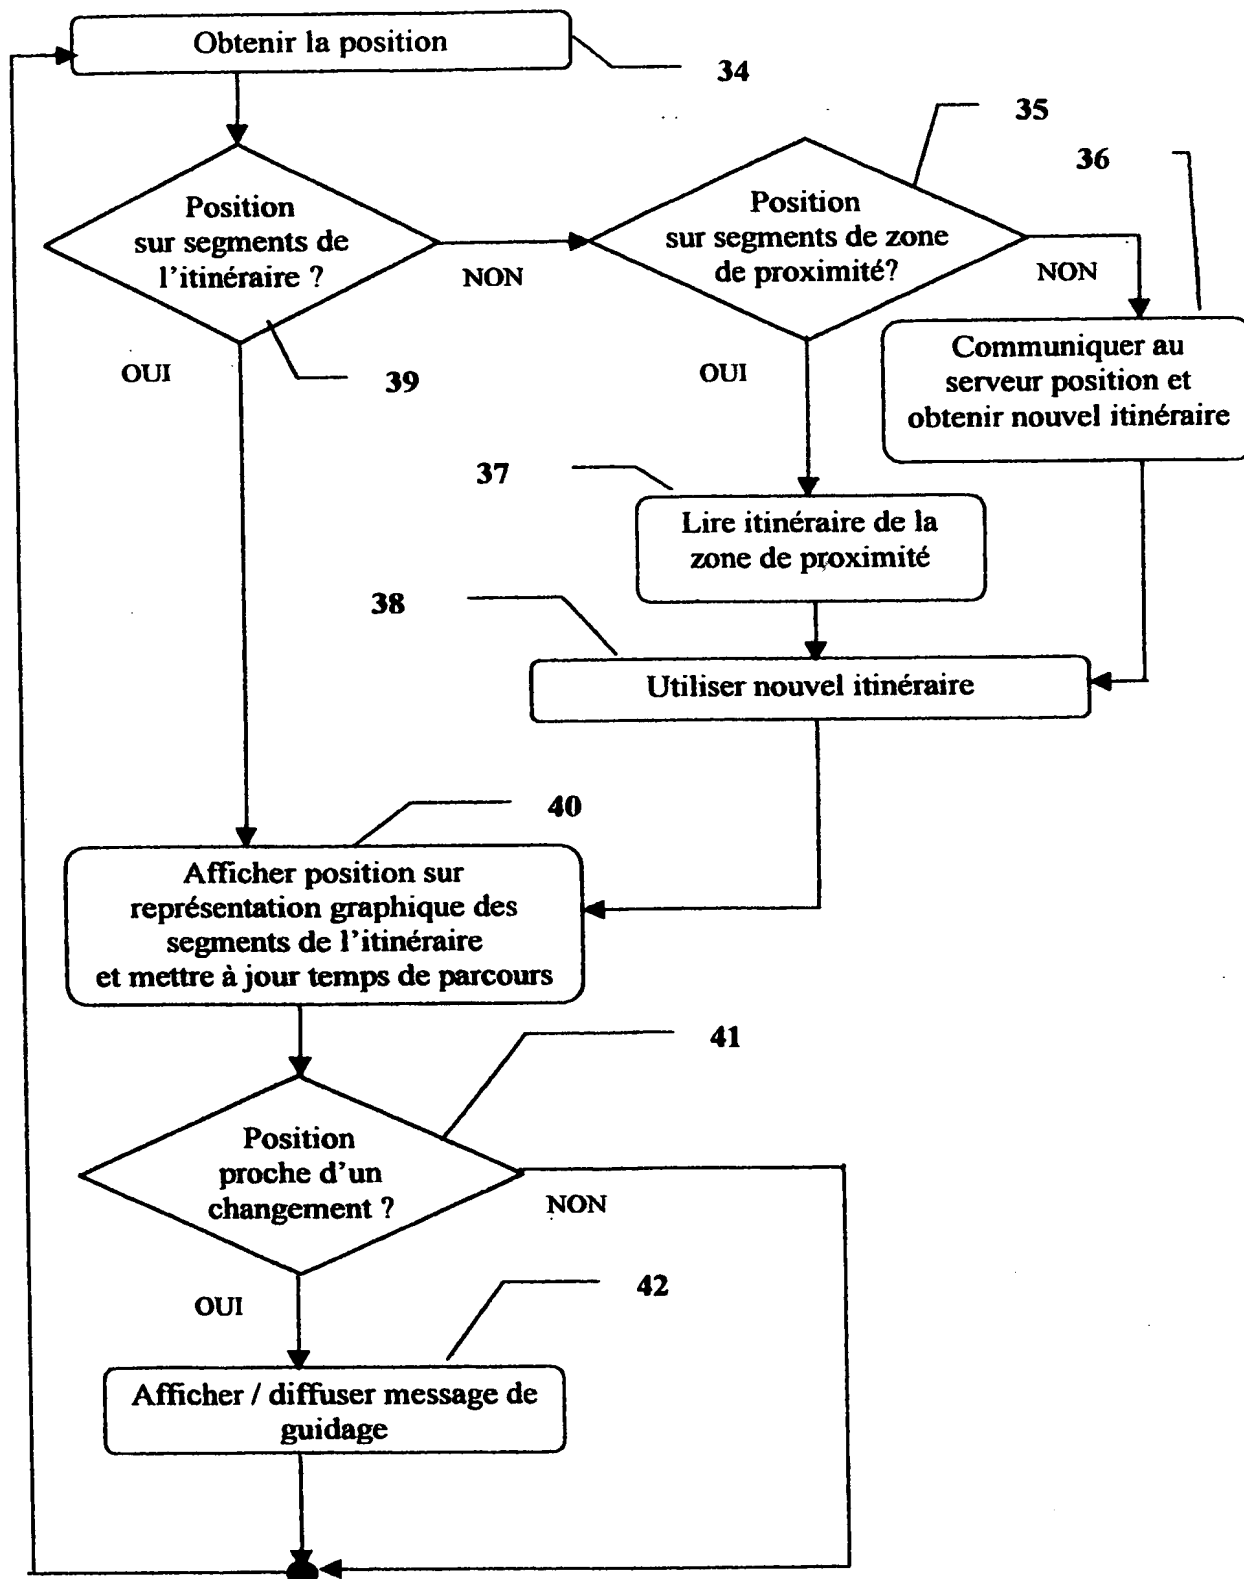 Obtenir la position
34
35
36
Position
sur segments de
l'itinéraire ?
NON
OUI
39
Position
sur segments de zone
de proximité?
NON
OUI
Communiquer au
serveur position et
obtenir nouvel itinéraire
37
Lire itinéraire de la
zone de proximité
38
Utiliser nouvel itinéraire
40
Afficher position sur
représentation graphique des
segments de l'itinéraire
et mettre à jour temps de parcours
41
Position
proche d'un
changement ?
NON
OUI
42
Afficher / diffuser message de
guidage